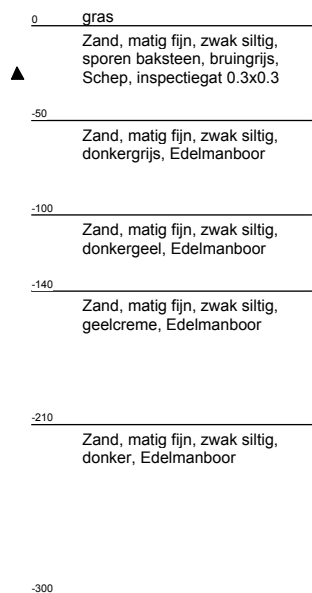 0 gras
Zand, matig fijn, zwak siltig,
sporen baksteen, bruingrijs,
Schep, inspectiegat 0.3x0.3
-50
Zand, matig fijn, zwak siltig,
donkergrijs, Edelmanboor
-100
Zand, matig fijn, zwak siltig,
donkergeel, Edelmanboor
-140
Zand, matig fijn, zwak siltig,
geelcreme, Edelmanboor
-210
Zand, matig fijn, zwak siltig,
donker, Edelmanboor
-300